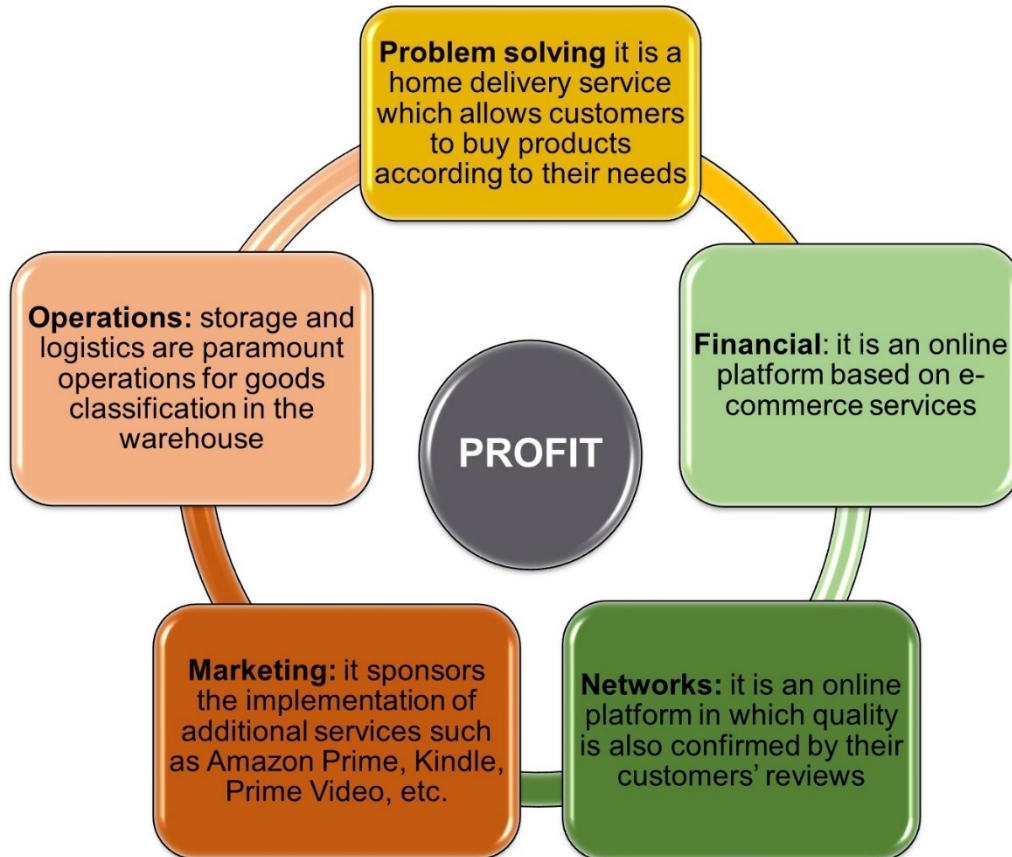 Problem solving it is a
home delivery service
which allows customers
to buy products
according to their needs
Operations: storage and
logistics are paramount
operations for goods
classification in the
warehouse
PROFIT
Financial: it is an online
platform based on e-
commerce services
Marketing: it sponsors
the implementation of
additional services such
as Amazon Prime, Kindle,
Prime Video, etc.
Networks: it is an online
platform in which quality
is also confirmed by their
customers’ reviews